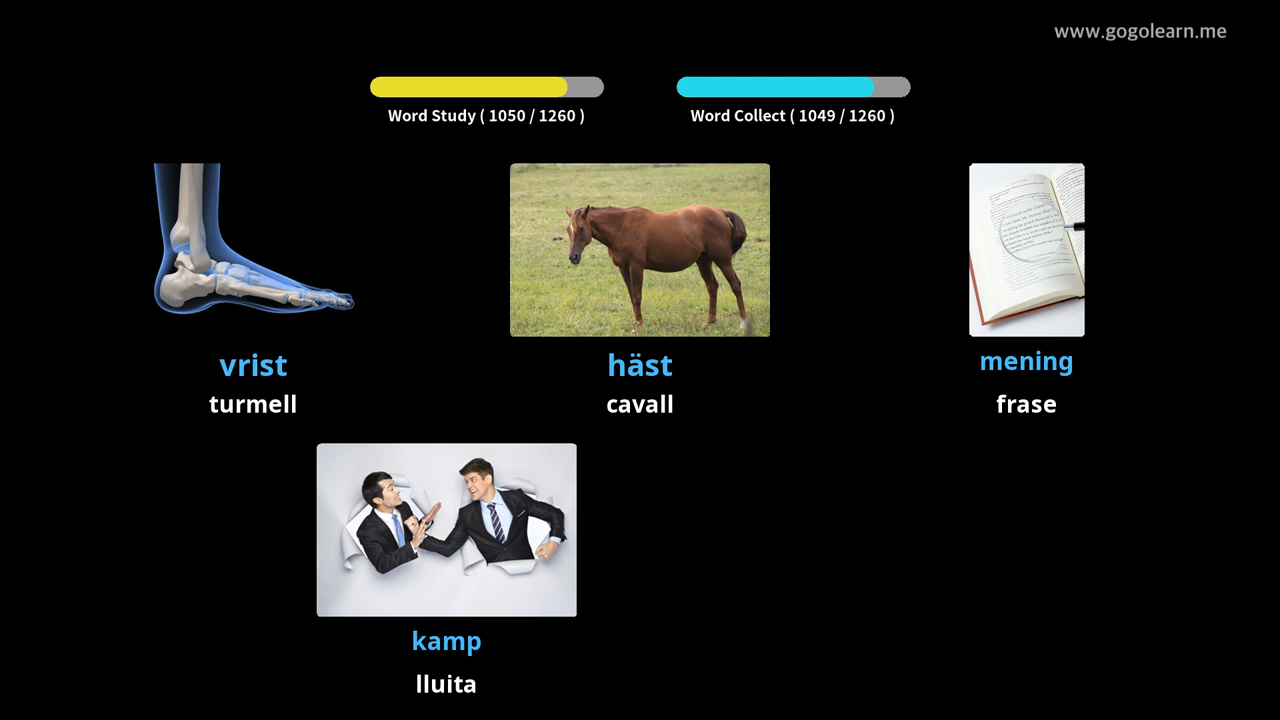 www.gogolearn.me
Word Study ( 1050 / 1260 )
Word Collect ( 1049 / 1260 )
vrist
häst
mening
turmell
cavall
frase
kamp
lluita